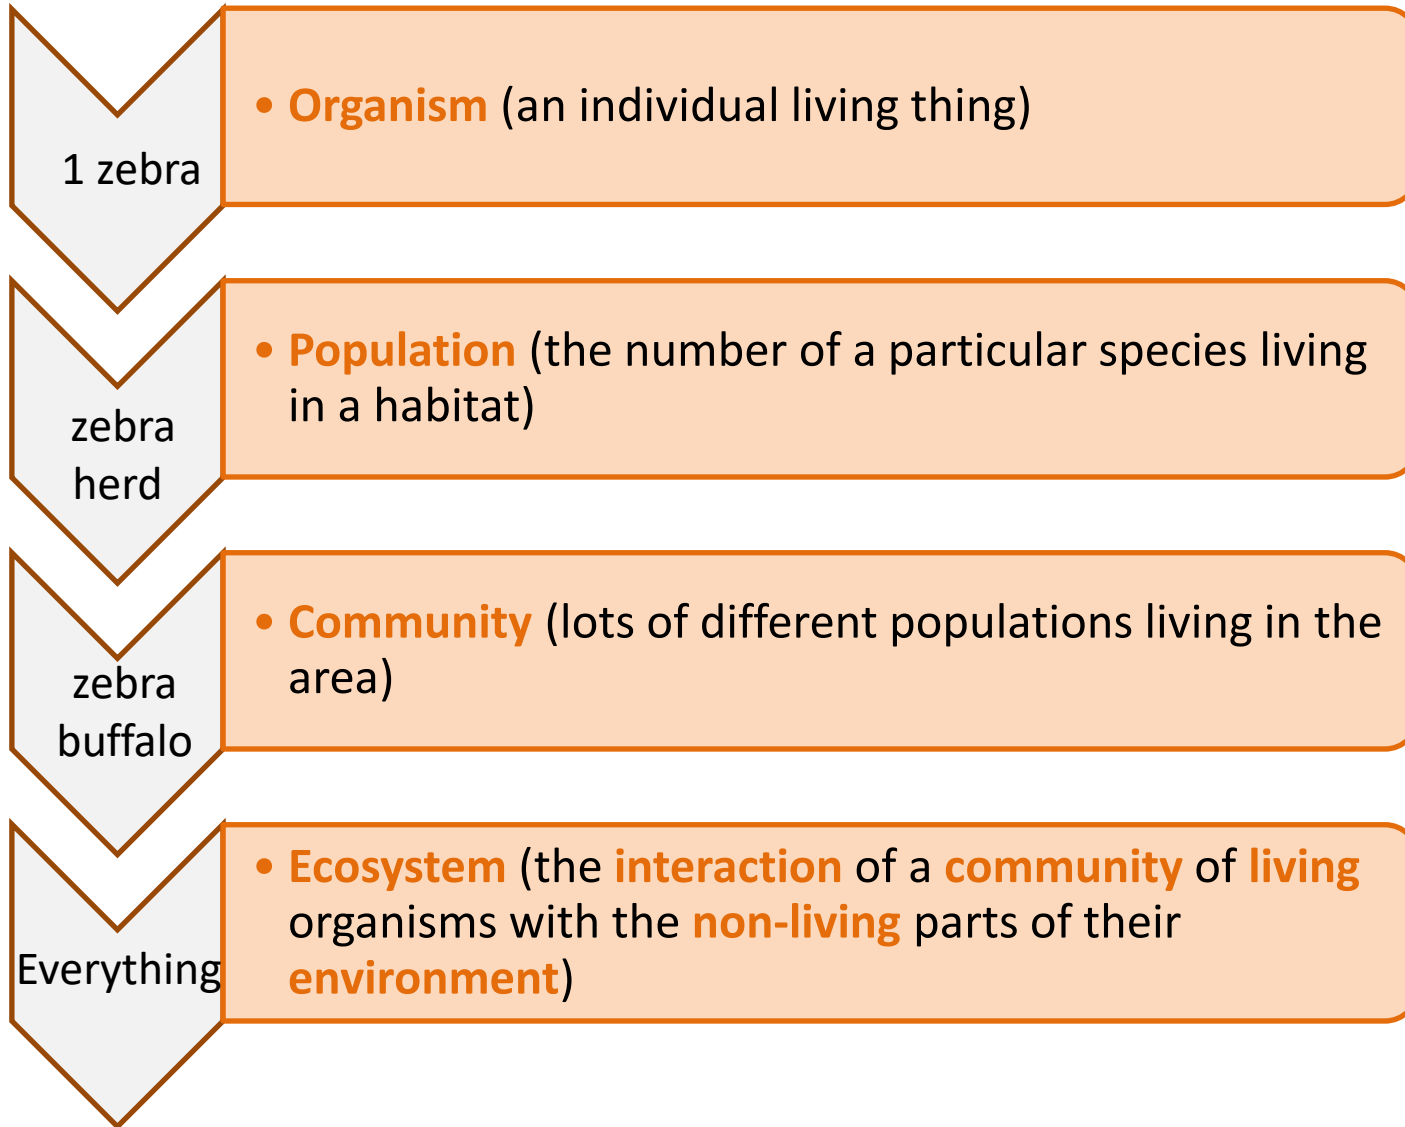 1 zebra
• Organism (an individual living thing)
zebra
herd
• Population (the number of a particular species living
in a habitat)
zebra
buffalo
• Community (lots of different populations living in the
area)
Everything
• Ecosystem (the interaction of a community of living
organisms with the non-living parts of their
environment)